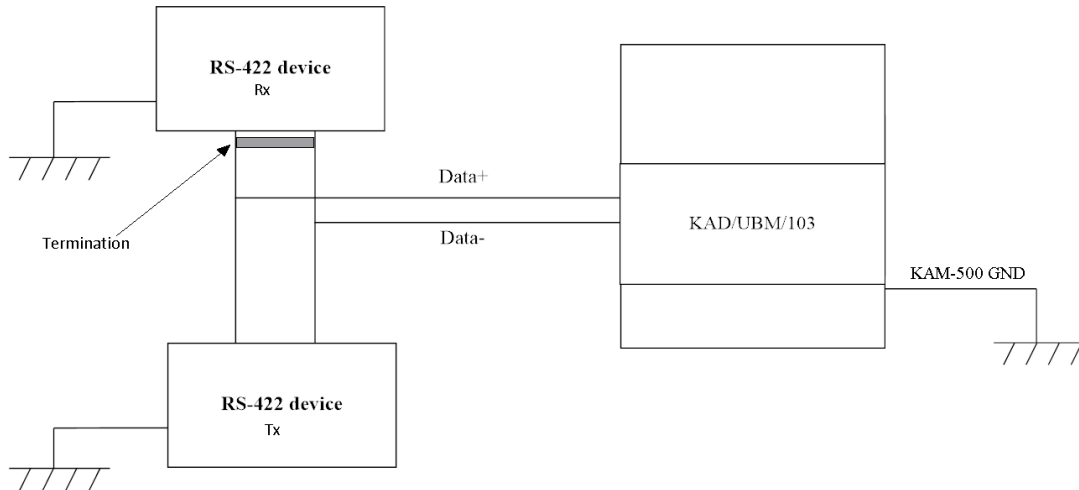 RS-422 device
Rx
Data+
Data-
Termination
KAD/UBM/103
KAM-500 GND
RS-422 device
Tx